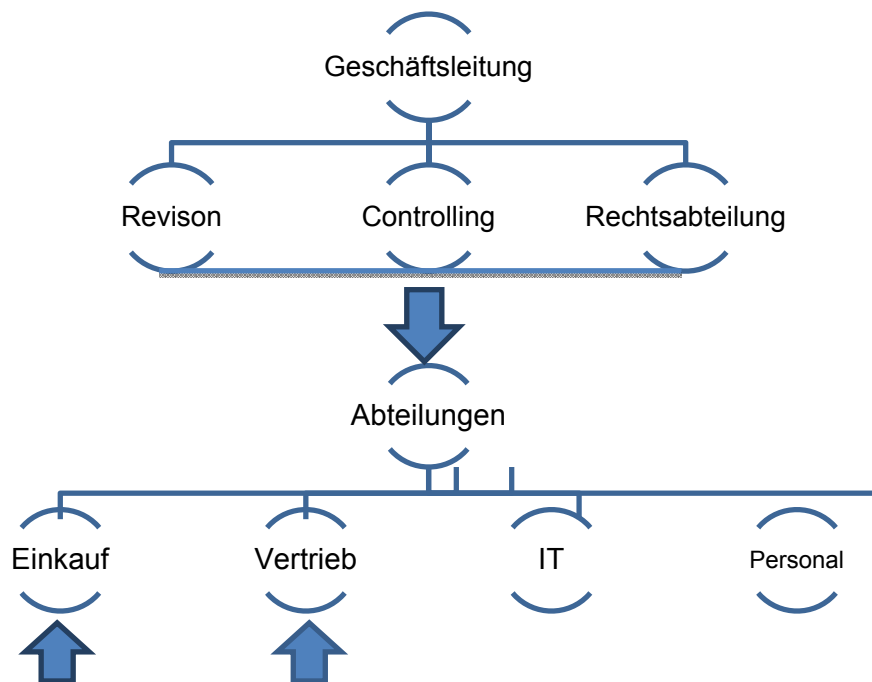 Geschäftsleitung
Revison
Controlling
Rechtsabteilung
Abteilungen
Einkauf
Vertrieb
IT
Personal